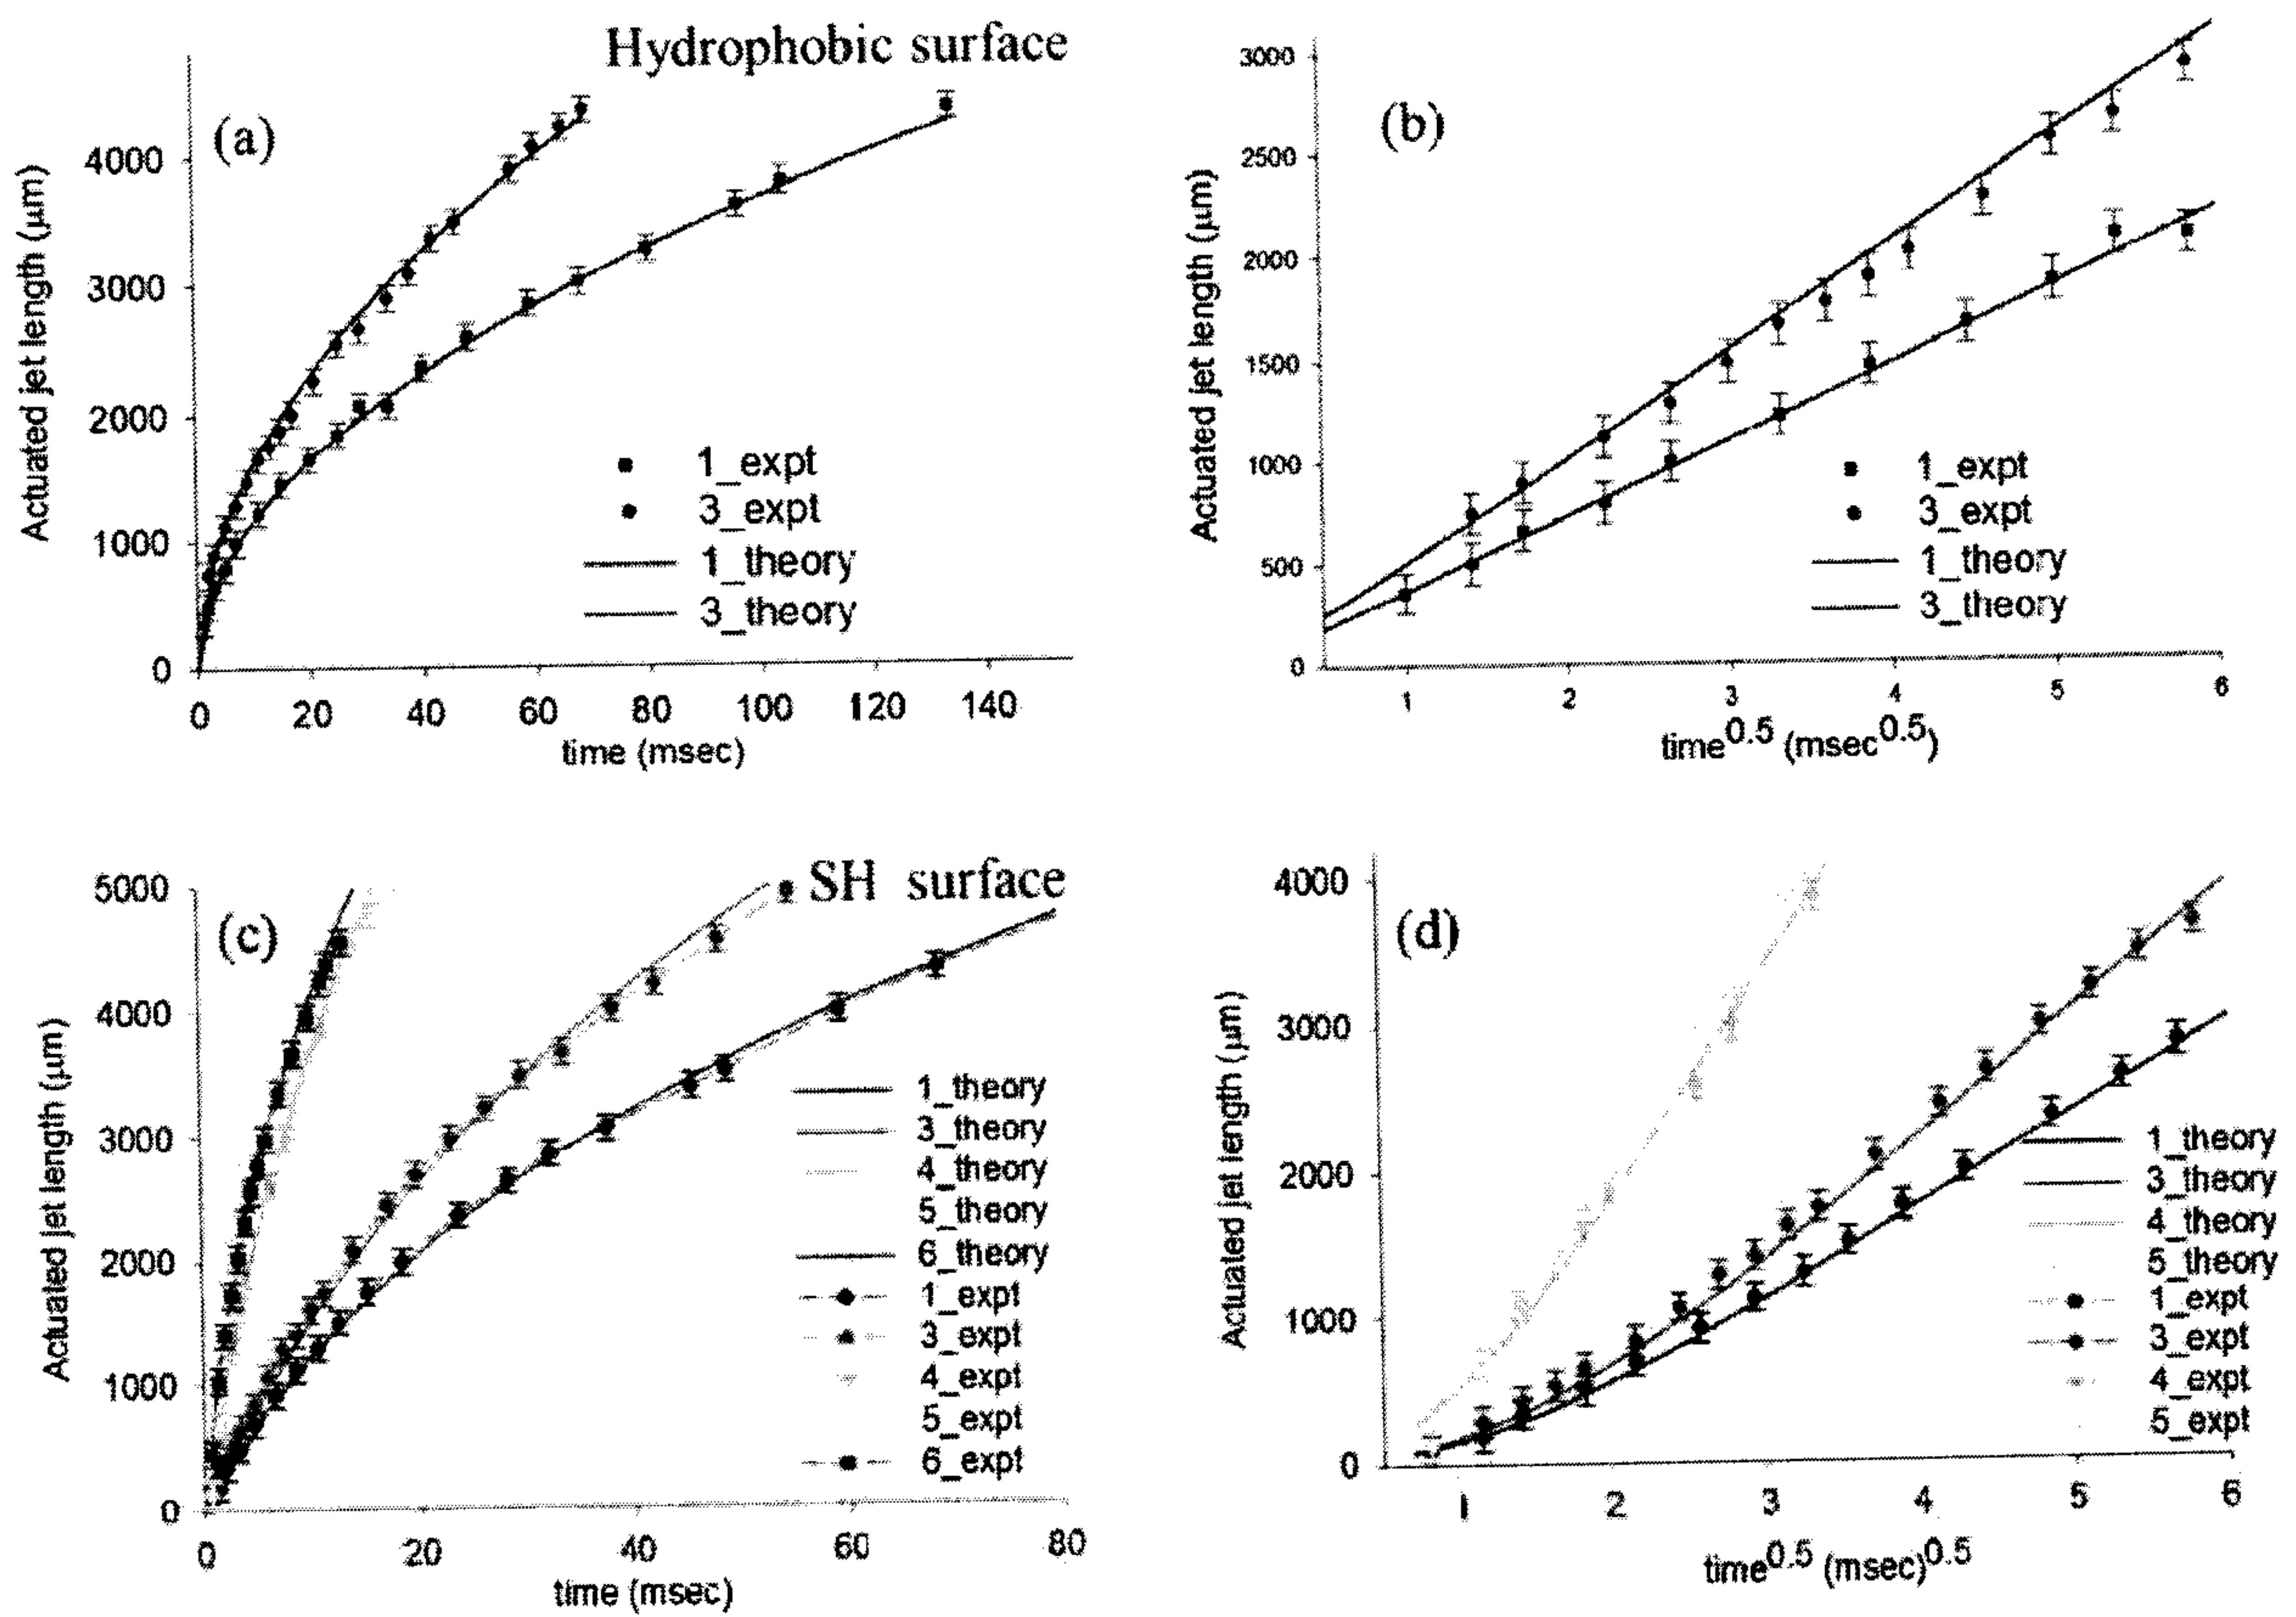 Hydrophobic surface
(a)
Actuated jet length (μm)
4000
3000
2000
1000
0
1_expt
3_expt
1_theory
3_theory
0 20 40 60 80 100 120 140
time (msec)
(b)
Actuated jet length (μm)
3000
2500
2000
1500
1000
500
0
1_expt
3_expt
1_theory
3_theory
1 2 3 4 5 6
time^0.5 (msec^0.5)
SH surface
(c)
Actuated jet length (μm)
5000
4000
3000
2000
1000
0
1_theory
3_theory
4_theory
5_theory
6_theory
1_expt
3_expt
4_expt
5_expt
6_expt
0 20 40 60 80
time (msec)
(d)
Actuated jet length (μm)
4000
3000
2000
1000
0
1_theory
3_theory
4_theory
5_theory
1_expt
3_expt
4_expt
5_expt
1 2 3 4 5 6
time^0.5 (msec)^0.5